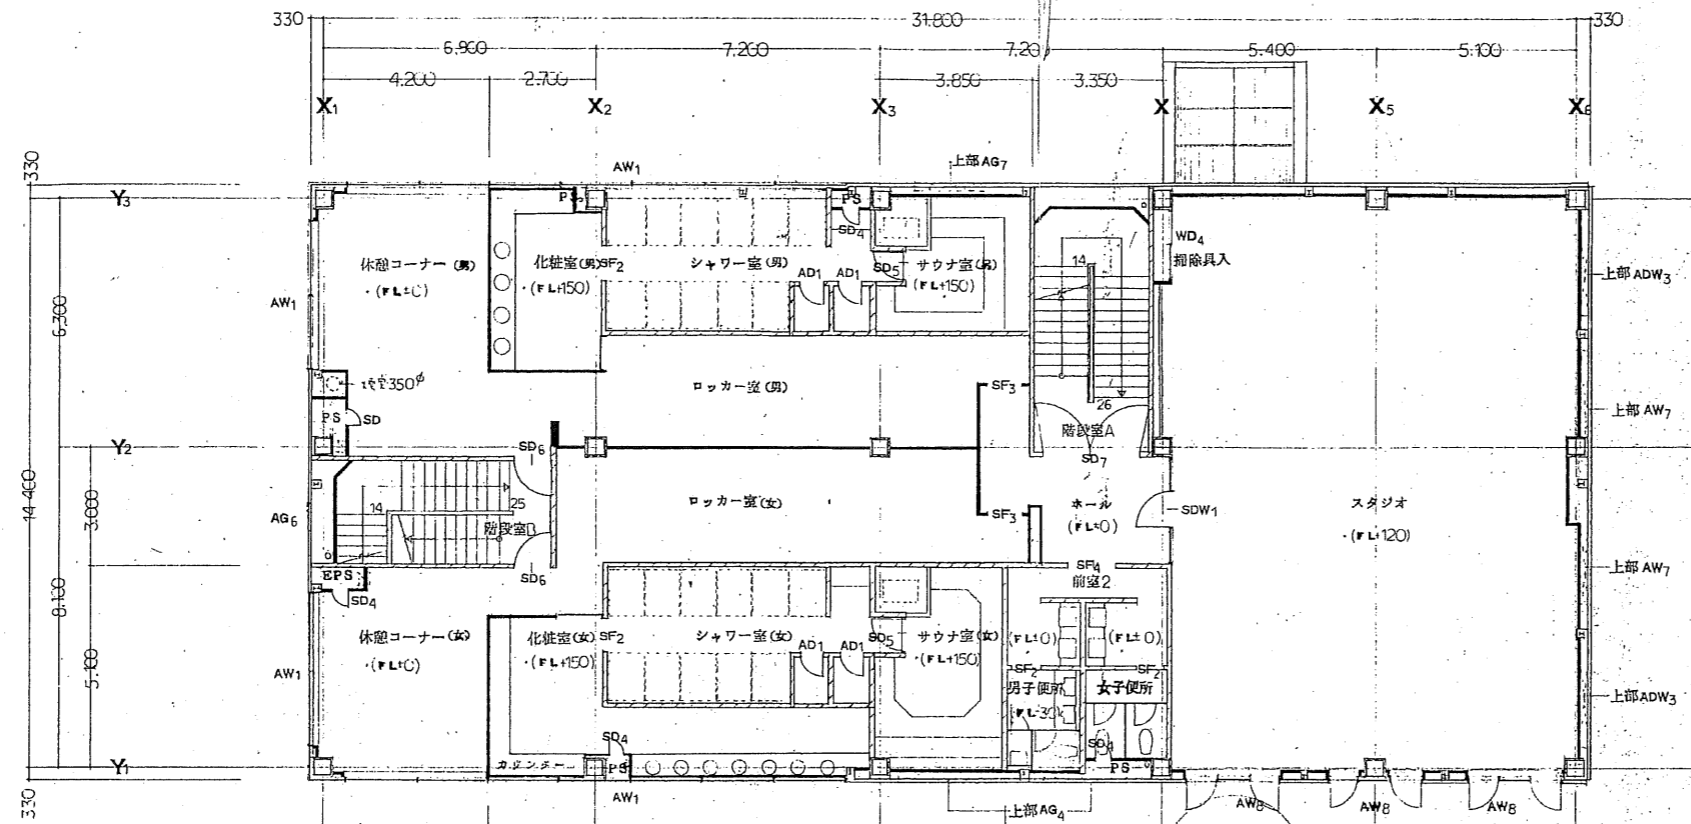 330
31.800
330
6.900
7.200
7.20
5.400
5.100
4.200
2.700
3.850
3.350
X1
X2
X3
X
X5
X6
330
AW1
上部AG7
Y3
PS
PS
SD4
WD4
掃除具入
14
休憩コーナー(男)
化粧室(男)
SF2
シャワー室(男)
SD5
サウナ室(男)
上部ADW3
・(FL±0)
・(FL+150)
AD1
AD1
・(FL+150)
AW1
6.300
350φ
ロッカー室(男)
SF3
26
上部AW7
PS
SD
階段室A
Y2
SD6
SD7
14.400
3.000
14
25
ロッカー室(女)
ホール
スタジオ
AG6
階段室B
SF3
(FL±0)
SDW1
・(FL+120)
SD6
SF4
上部AW7
EPS
SD4
前室2
8.100
休憩コーナー(女)
化粧室(女)
SF2
シャワー室(女)
SD5
サウナ室(女)
(FL±0)
(FL±0)
・(FL±0)
・(FL+150)
AD1
AD1
・(FL+150)
AW1
5.100
SF2
SF2
男子便所
女子便所
上部ADW3
(FL-30)
SD4
SD4
カウンター
PS
PS
Y1
AW1
330
上部AG4
AW8
AW8
AW8